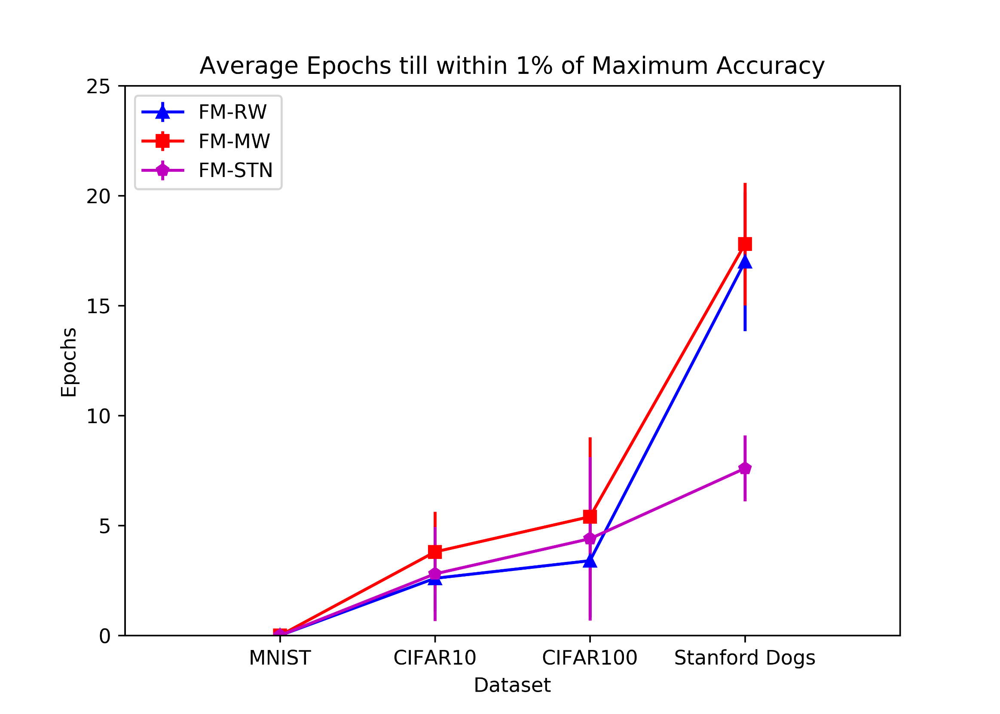 Average Epochs till within 1% of Maximum Accuracy
25
20
15
10
5
0
Epochs
FM-RW
FM-MW
FM-STN
MNIST CIFAR10 CIFAR100 Stanford Dogs
Dataset